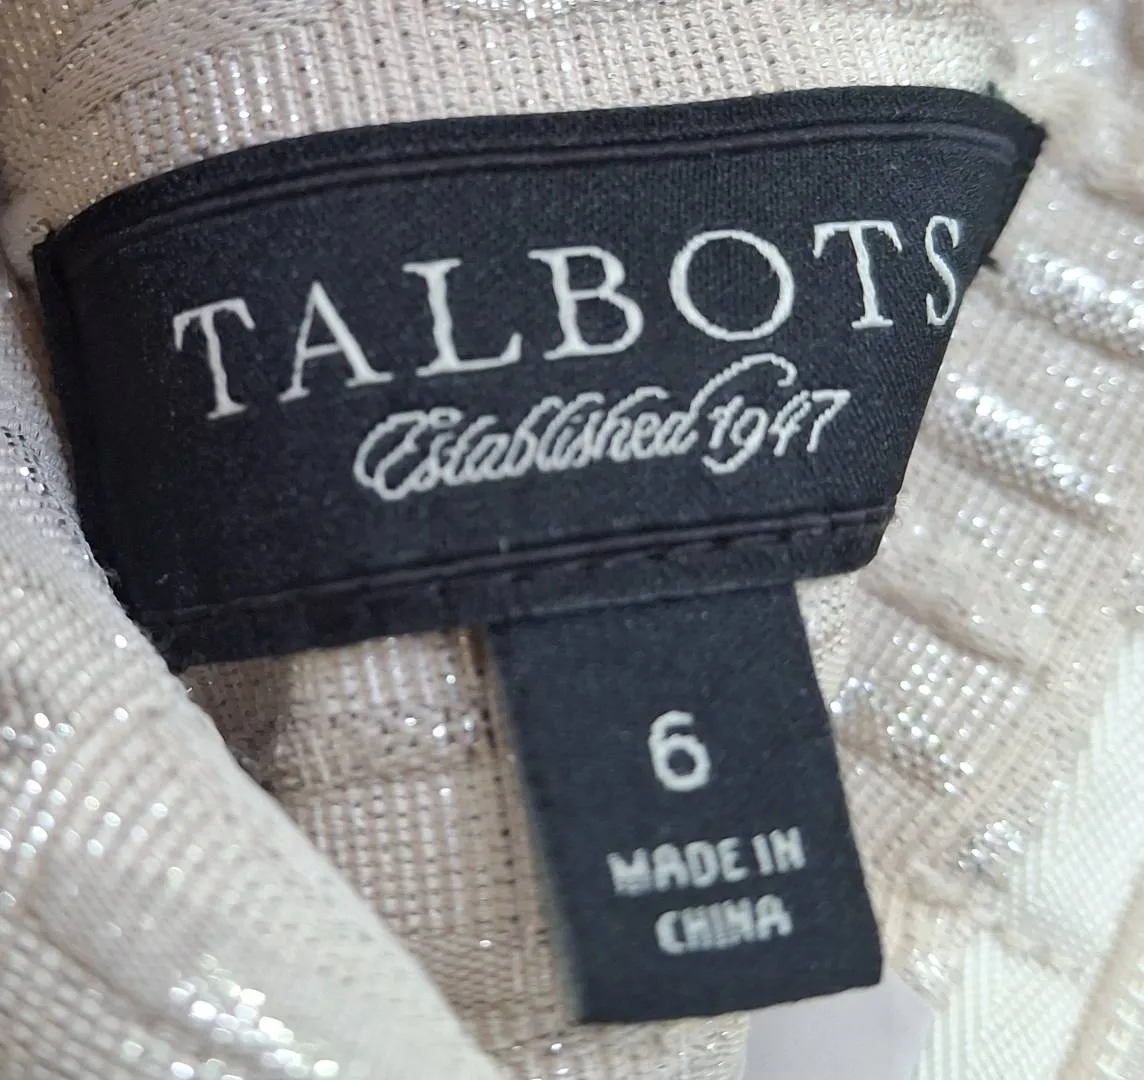 TALBOTS
Established 1947
6
MADE IN
CHINA